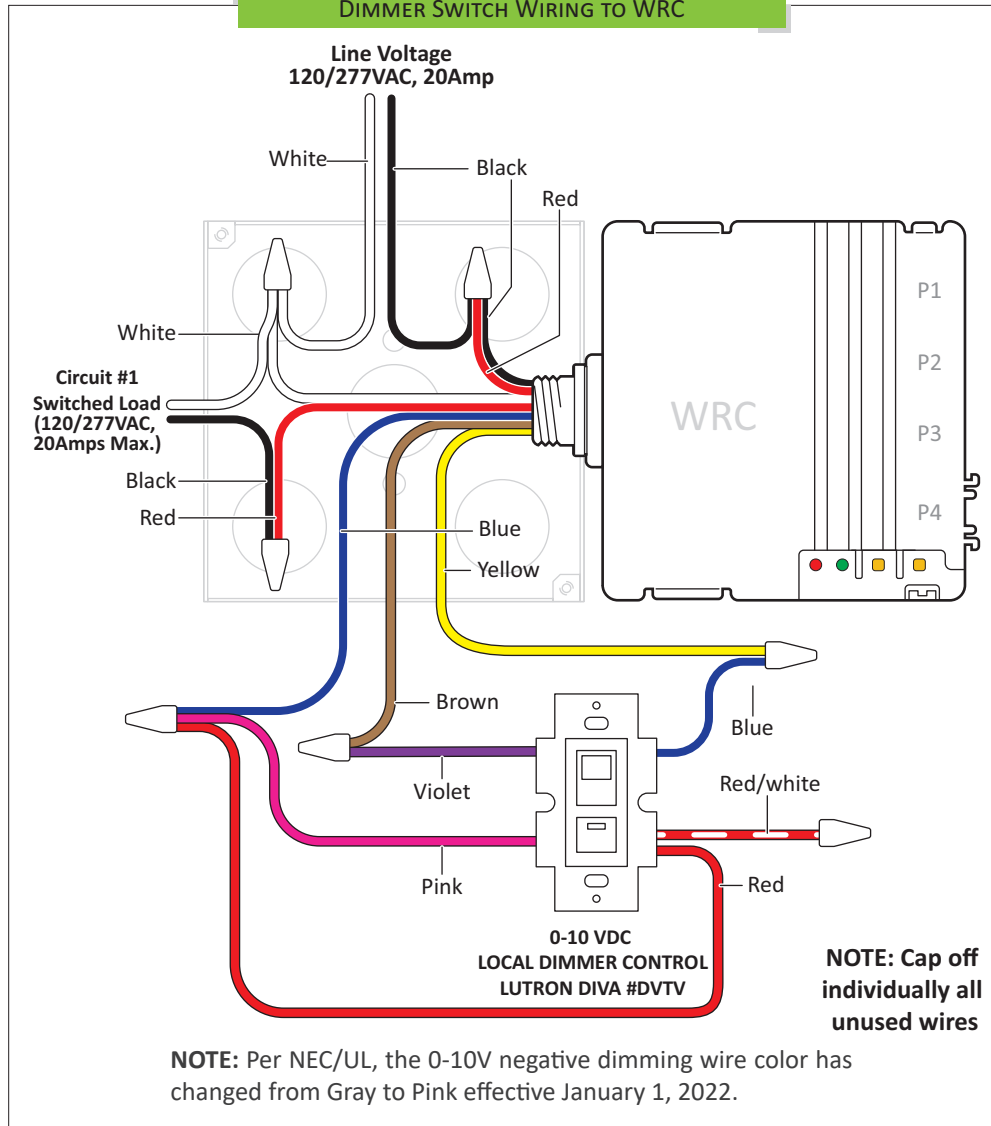 DIMMER SWITCH WIRING TO WRC
Line Voltage
120/277VAC, 20Amp
White
Black
Red
P1
White
P2
Circuit #1
Switched Load
(120/277VAC,
20Amps Max.)
WRC
P3
Black
Red
P4
Blue
Yellow
Brown
Blue
Violet
Red/white
Pink
Red
0-10 VDC
LOCAL DIMMER CONTROL
LUTRON DIVA #DVTV
NOTE: Cap off
individually all
unused wires
NOTE: Per NEC/UL, the 0-10V negative dimming wire color has
changed from Gray to Pink effective January 1, 2022.